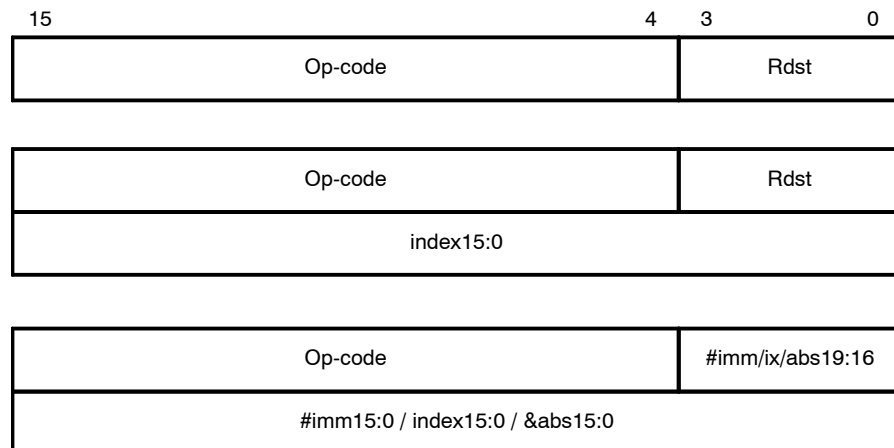 15 4 3 0
Op-code Rdst
Op-code Rdst
index15:0
Op-code #imm/ix/abs19:16
#imm15:0 / index15:0 / &abs15:0